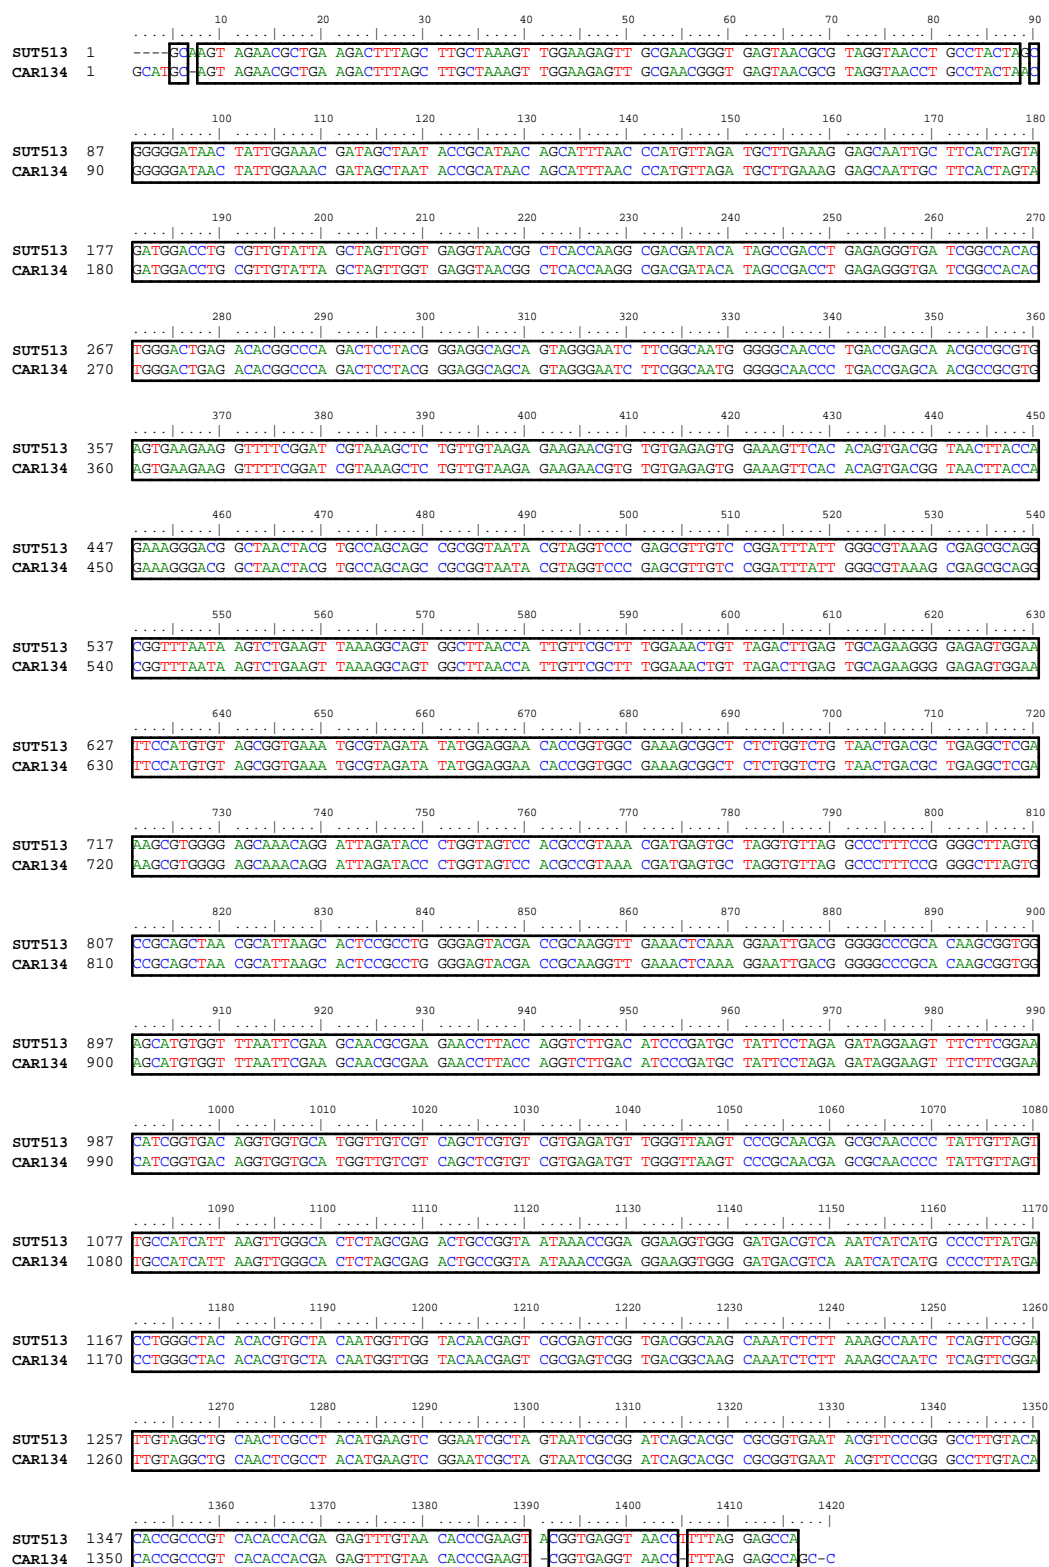 10 20 30 40 50 60 70 80 90
....|....| ....|....| ....|....| ....|....| ....|....| ....|....| ....|....| ....|....| ....|....|
SUT513 1 ----GCAAGT AGAACGCTGA AGACTTTAGC TTGCTAAAGT TGGAAGAGTT GCGAACGGGT GAGTAACGCG TAGGTAACCT GCCTACTAGC
CAR134 1 GCATGC-AGT AGAACGCTGA AGACTTTAGC TTGCTAAAGT TGGAAGAGTT GCGAACGGGT GAGTAACGCG TAGGTAACCT GCCTACTAAC
100 110 120 130 140 150 160 170 180
....|....| ....|....| ....|....| ....|....| ....|....| ....|....| ....|....| ....|....| ....|....|
SUT513 87 GGGGGATAAC TATTGGAAAC GATAGCTAAT ACCGCATAAC AGCATTTAAC CCATGTTAGA TGCTTGAAAG GAGCAATTGC TTCACTAGTA
CAR134 90 GGGGGATAAC TATTGGAAAC GATAGCTAAT ACCGCATAAC AGCATTTAAC CCATGTTAGA TGCTTGAAAG GAGCAATTGC TTCACTAGTA
190 200 210 220 230 240 250 260 270
....|....| ....|....| ....|....| ....|....| ....|....| ....|....| ....|....| ....|....| ....|....|
SUT513 177 GATGGACCTG CGTTGTATTA GCTAGTTGGT GAGGTAACGG CTCACCAAGG CGACGATACA TAGCCGACCT GAGAGGGTGA TCGGCCACAC
CAR134 180 GATGGACCTG CGTTGTATTA GCTAGTTGGT GAGGTAACGG CTCACCAAGG CGACGATACA TAGCCGACCT GAGAGGGTGA TCGGCCACAC
280 290 300 310 320 330 340 350 360
....|....| ....|....| ....|....| ....|....| ....|....| ....|....| ....|....| ....|....| ....|....|
SUT513 267 TGGGACTGAG ACACGGCCCA GACTCCTACG GGAGGCAGCA GTAGGGAATC TTCGGCAATG GGGGCAACCC TGACCGAGCA ACGCCGCGTG
CAR134 270 TGGGACTGAG ACACGGCCCA GACTCCTACG GGAGGCAGCA GTAGGGAATC TTCGGCAATG GGGGCAACCC TGACCGAGCA ACGCCGCGTG
370 380 390 400 410 420 430 440 450
....|....| ....|....| ....|....| ....|....| ....|....| ....|....| ....|....| ....|....| ....|....|
SUT513 357 AGTGAAGAAG GTTTTCGGAT CGTAAAGCTC TGTTGTAAGA GAAGAACGTG TGTGAGAGTG GAAAGTTCAC ACAGTGACGG TAACTTACCA
CAR134 360 AGTGAAGAAG GTTTTCGGAT CGTAAAGCTC TGTTGTAAGA GAAGAACGTG TGTGAGAGTG GAAAGTTCAC ACAGTGACGG TAACTTACCA
460 470 480 490 500 510 520 530 540
....|....| ....|....| ....|....| ....|....| ....|....| ....|....| ....|....| ....|....| ....|....|
SUT513 447 GAAAGGGACG GCTAACTACG TGCCAGCAGC CGCGGTAATA CGTAGGTCCC GAGCGTTGTC CGGATTTATT GGGCGTAAAG CGAGCGCAGG
CAR134 450 GAAAGGGACG GCTAACTACG TGCCAGCAGC CGCGGTAATA CGTAGGTCCC GAGCGTTGTC CGGATTTATT GGGCGTAAAG CGAGCGCAGG
550 560 570 580 590 600 610 620 630
....|....| ....|....| ....|....| ....|....| ....|....| ....|....| ....|....| ....|....| ....|....|
SUT513 537 CGGTTTAATA AGTCTGAAGT TAAAGGCAGT GGCTTAACCA TTGTTCGCTT TGGAAACTGT TAGACTTGAG TGCAGAAGGG GAGAGTGGAA
CAR134 540 CGGTTTAATA AGTCTGAAGT TAAAGGCAGT GGCTTAACCA TTGTTCGCTT TGGAAACTGT TAGACTTGAG TGCAGAAGGG GAGAGTGGAA
640 650 660 670 680 690 700 710 720
....|....| ....|....| ....|....| ....|....| ....|....| ....|....| ....|....| ....|....| ....|....|
SUT513 627 TTCCATGTGT AGCGGTGAAA TGCGTAGATA TATGGAGGAA CACCGGTGGC GAAAGCGGCT CTCTGGTCTG TAACTGACGC TGAGGCTCGA
CAR134 630 TTCCATGTGT AGCGGTGAAA TGCGTAGATA TATGGAGGAA CACCGGTGGC GAAAGCGGCT CTCTGGTCTG TAACTGACGC TGAGGCTCGA
730 740 750 760 770 780 790 800 810
....|....| ....|....| ....|....| ....|....| ....|....| ....|....| ....|....| ....|....| ....|....|
SUT513 717 AAGCGTGGGG AGCAAACAGG ATTAGATACC CTGGTAGTCC ACGCCGTAAA CGATGAGTGC TAGGTGTTAG GCCCTTTCCG GGGCTTAGTG
CAR134 720 AAGCGTGGGG AGCAAACAGG ATTAGATACC CTGGTAGTCC ACGCCGTAAA CGATGAGTGC TAGGTGTTAG GCCCTTTCCG GGGCTTAGTG
820 830 840 850 860 870 880 890 900
....|....| ....|....| ....|....| ....|....| ....|....| ....|....| ....|....| ....|....| ....|....|
SUT513 807 CCGCAGCTAA CGCATTAAGC ACTCCGCCTG GGGAGTACGA CCGCAAGGTT GAAACTCAAA GGAATTGACG GGGGCCCGCA CAAGCGGTGG
CAR134 810 CCGCAGCTAA CGCATTAAGC ACTCCGCCTG GGGAGTACGA CCGCAAGGTT GAAACTCAAA GGAATTGACG GGGGCCCGCA CAAGCGGTGG
910 920 930 940 950 960 970 980 990
....|....| ....|....| ....|....| ....|....| ....|....| ....|....| ....|....| ....|....| ....|....|
SUT513 897 AGCATGTGGT TTAATTCGAA GCAACGCGAA GAACCTTACC AGGTCTTGAC ATCCCGATGC TATTCCTAGA GATAGGAAGT TTCTTCGGAA
CAR134 900 AGCATGTGGT TTAATTCGAA GCAACGCGAA GAACCTTACC AGGTCTTGAC ATCCCGATGC TATTCCTAGA GATAGGAAGT TTCTTCGGAA
1000 1010 1020 1030 1040 1050 1060 1070 1080
....|....| ....|....| ....|....| ....|....| ....|....| ....|....| ....|....| ....|....| ....|....|
SUT513 987 CATCGGTGAC AGGTGGTGCA TGGTTGTCGT CAGCTCGTGT CGTGAGATGT TGGGTTAAGT CCCGCAACGA GCGCAACCCC TATTGTTAGT
CAR134 990 CATCGGTGAC AGGTGGTGCA TGGTTGTCGT CAGCTCGTGT CGTGAGATGT TGGGTTAAGT CCCGCAACGA GCGCAACCCC TATTGTTAGT
1090 1100 1110 1120 1130 1140 1150 1160 1170
....|....| ....|....| ....|....| ....|....| ....|....| ....|....| ....|....| ....|....| ....|....|
SUT513 1077 TGCCATCATT AAGTTGGGCA CTCTAGCGAG ACTGCCGGTA ATAAACCGGA GGAAGGTGGG GATGACGTCA AATCATCATG CCCCTTATGA
CAR134 1080 TGCCATCATT AAGTTGGGCA CTCTAGCGAG ACTGCCGGTA ATAAACCGGA GGAAGGTGGG GATGACGTCA AATCATCATG CCCCTTATGA
1180 1190 1200 1210 1220 1230 1240 1250 1260
....|....| ....|....| ....|....| ....|....| ....|....| ....|....| ....|....| ....|....| ....|....|
SUT513 1167 CCTGGGCTAC ACACGTGCTA CAATGGTTGG TACAACGAGT CGCGAGTCGG TGACGGCAAG CAAATCTCTT AAAGCCAATC TCAGTTCGGA
CAR134 1170 CCTGGGCTAC ACACGTGCTA CAATGGTTGG TACAACGAGT CGCGAGTCGG TGACGGCAAG CAAATCTCTT AAAGCCAATC TCAGTTCGGA
1270 1280 1290 1300 1310 1320 1330 1340 1350
....|....| ....|....| ....|....| ....|....| ....|....| ....|....| ....|....| ....|....| ....|....|
SUT513 1257 TTGTAGGCTG CAACTCGCCT ACATGAAGTC GGAATCGCTA GTAATCGCGG ATCAGCACGC CGCGGTGAAT ACGTTCCCGG GCCTTGTACA
CAR134 1260 TTGTAGGCTG CAACTCGCCT ACATGAAGTC GGAATCGCTA GTAATCGCGG ATCAGCACGC CGCGGTGAAT ACGTTCCCGG GCCTTGTACA
1360 1370 1380 1390 1400 1410 1420
....|....| ....|....| ....|....| ....|....| ....|....| ....|....| ....|....|
SUT513 1347 CACCGCCCGT CACACCACGA GAGTTTGTAA CACCCGAAGT ACGGTGAGGT AACCTTTTAG GAGCCA
CAR134 1350 CACCGCCCGT CACACCACGA GAGTTTGTAA CACCCGAAGT -CGGTGAGGT AACC-TTTAG GAGCCAGC-C